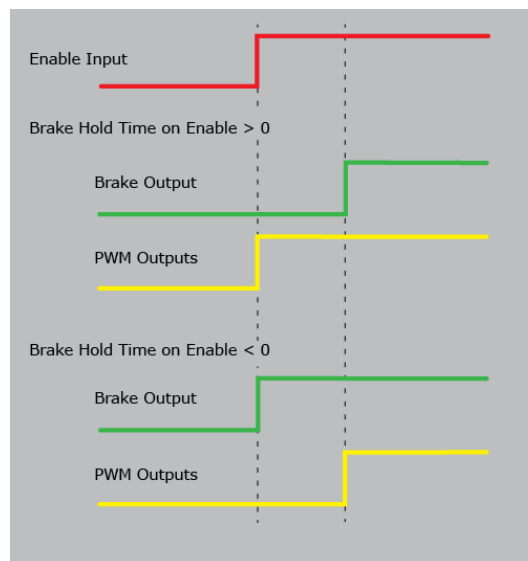 Enable Input
Brake Hold Time on Enable > 0
Brake Output
PWM Outputs
Brake Hold Time on Enable < 0
Brake Output
PWM Outputs